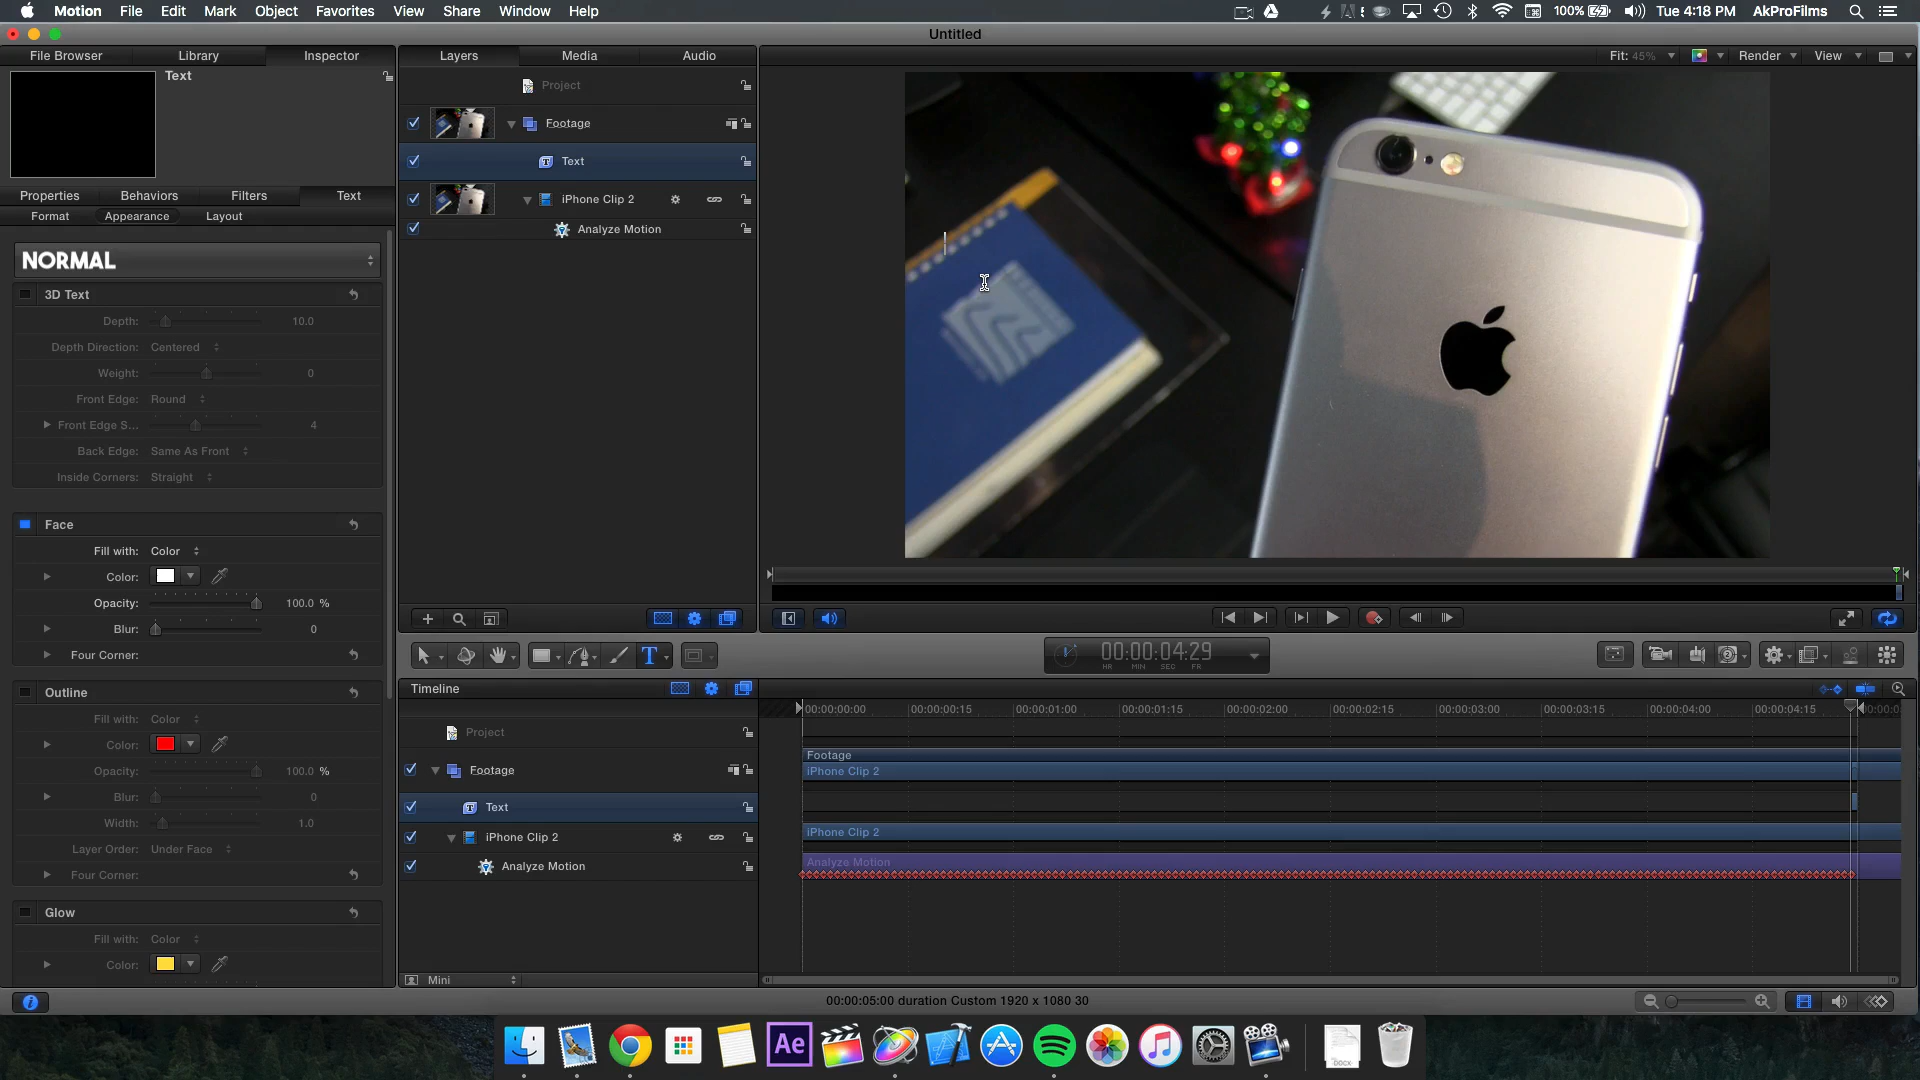 Motion File Edit Mark Object Favorites View Share Window Help
100% Tue 4:18 PM AkProFilms
Untitled
File Browser Library Inspector
Layers Media Audio
Fit: 45% Render View
Text
Project
Footage
Text
iPhone Clip 2
Analyze Motion
Properties Behaviors Filters Text
Format Appearance Layout
NORMAL
3D Text
Depth: 10.0
Depth Direction: Centered
Weight: 0
Front Edge: Round
Front Edge S... 4
Back Edge: Same As Front
Inside Corners: Straight
Face
Fill with: Color
Color:
Opacity: 100.0 %
Blur: 0
Four Corner:
Outline
Fill with: Color
Color:
Opacity: 100.0 %
Blur: 0
Width: 1.0
Layer Order: Under Face
Four Corner:
Glow
Fill with: Color
Color:
T
00:00:04:29
HR MIN SEC FR
Timeline
00:00:00:00 00:00:00:15 00:00:01:00 00:00:01:15 00:00:02:00 00:00:02:15 00:00:03:00 00:00:03:15 00:00:04:00 00:00:04:15
Project
Footage
Text
iPhone Clip 2
Analyze Motion
Footage
iPhone Clip 2
iPhone Clip 2
Analyze Motion
Mini
00:00:05:00 duration Custom 1920 x 1080 30
Ae
DOCX